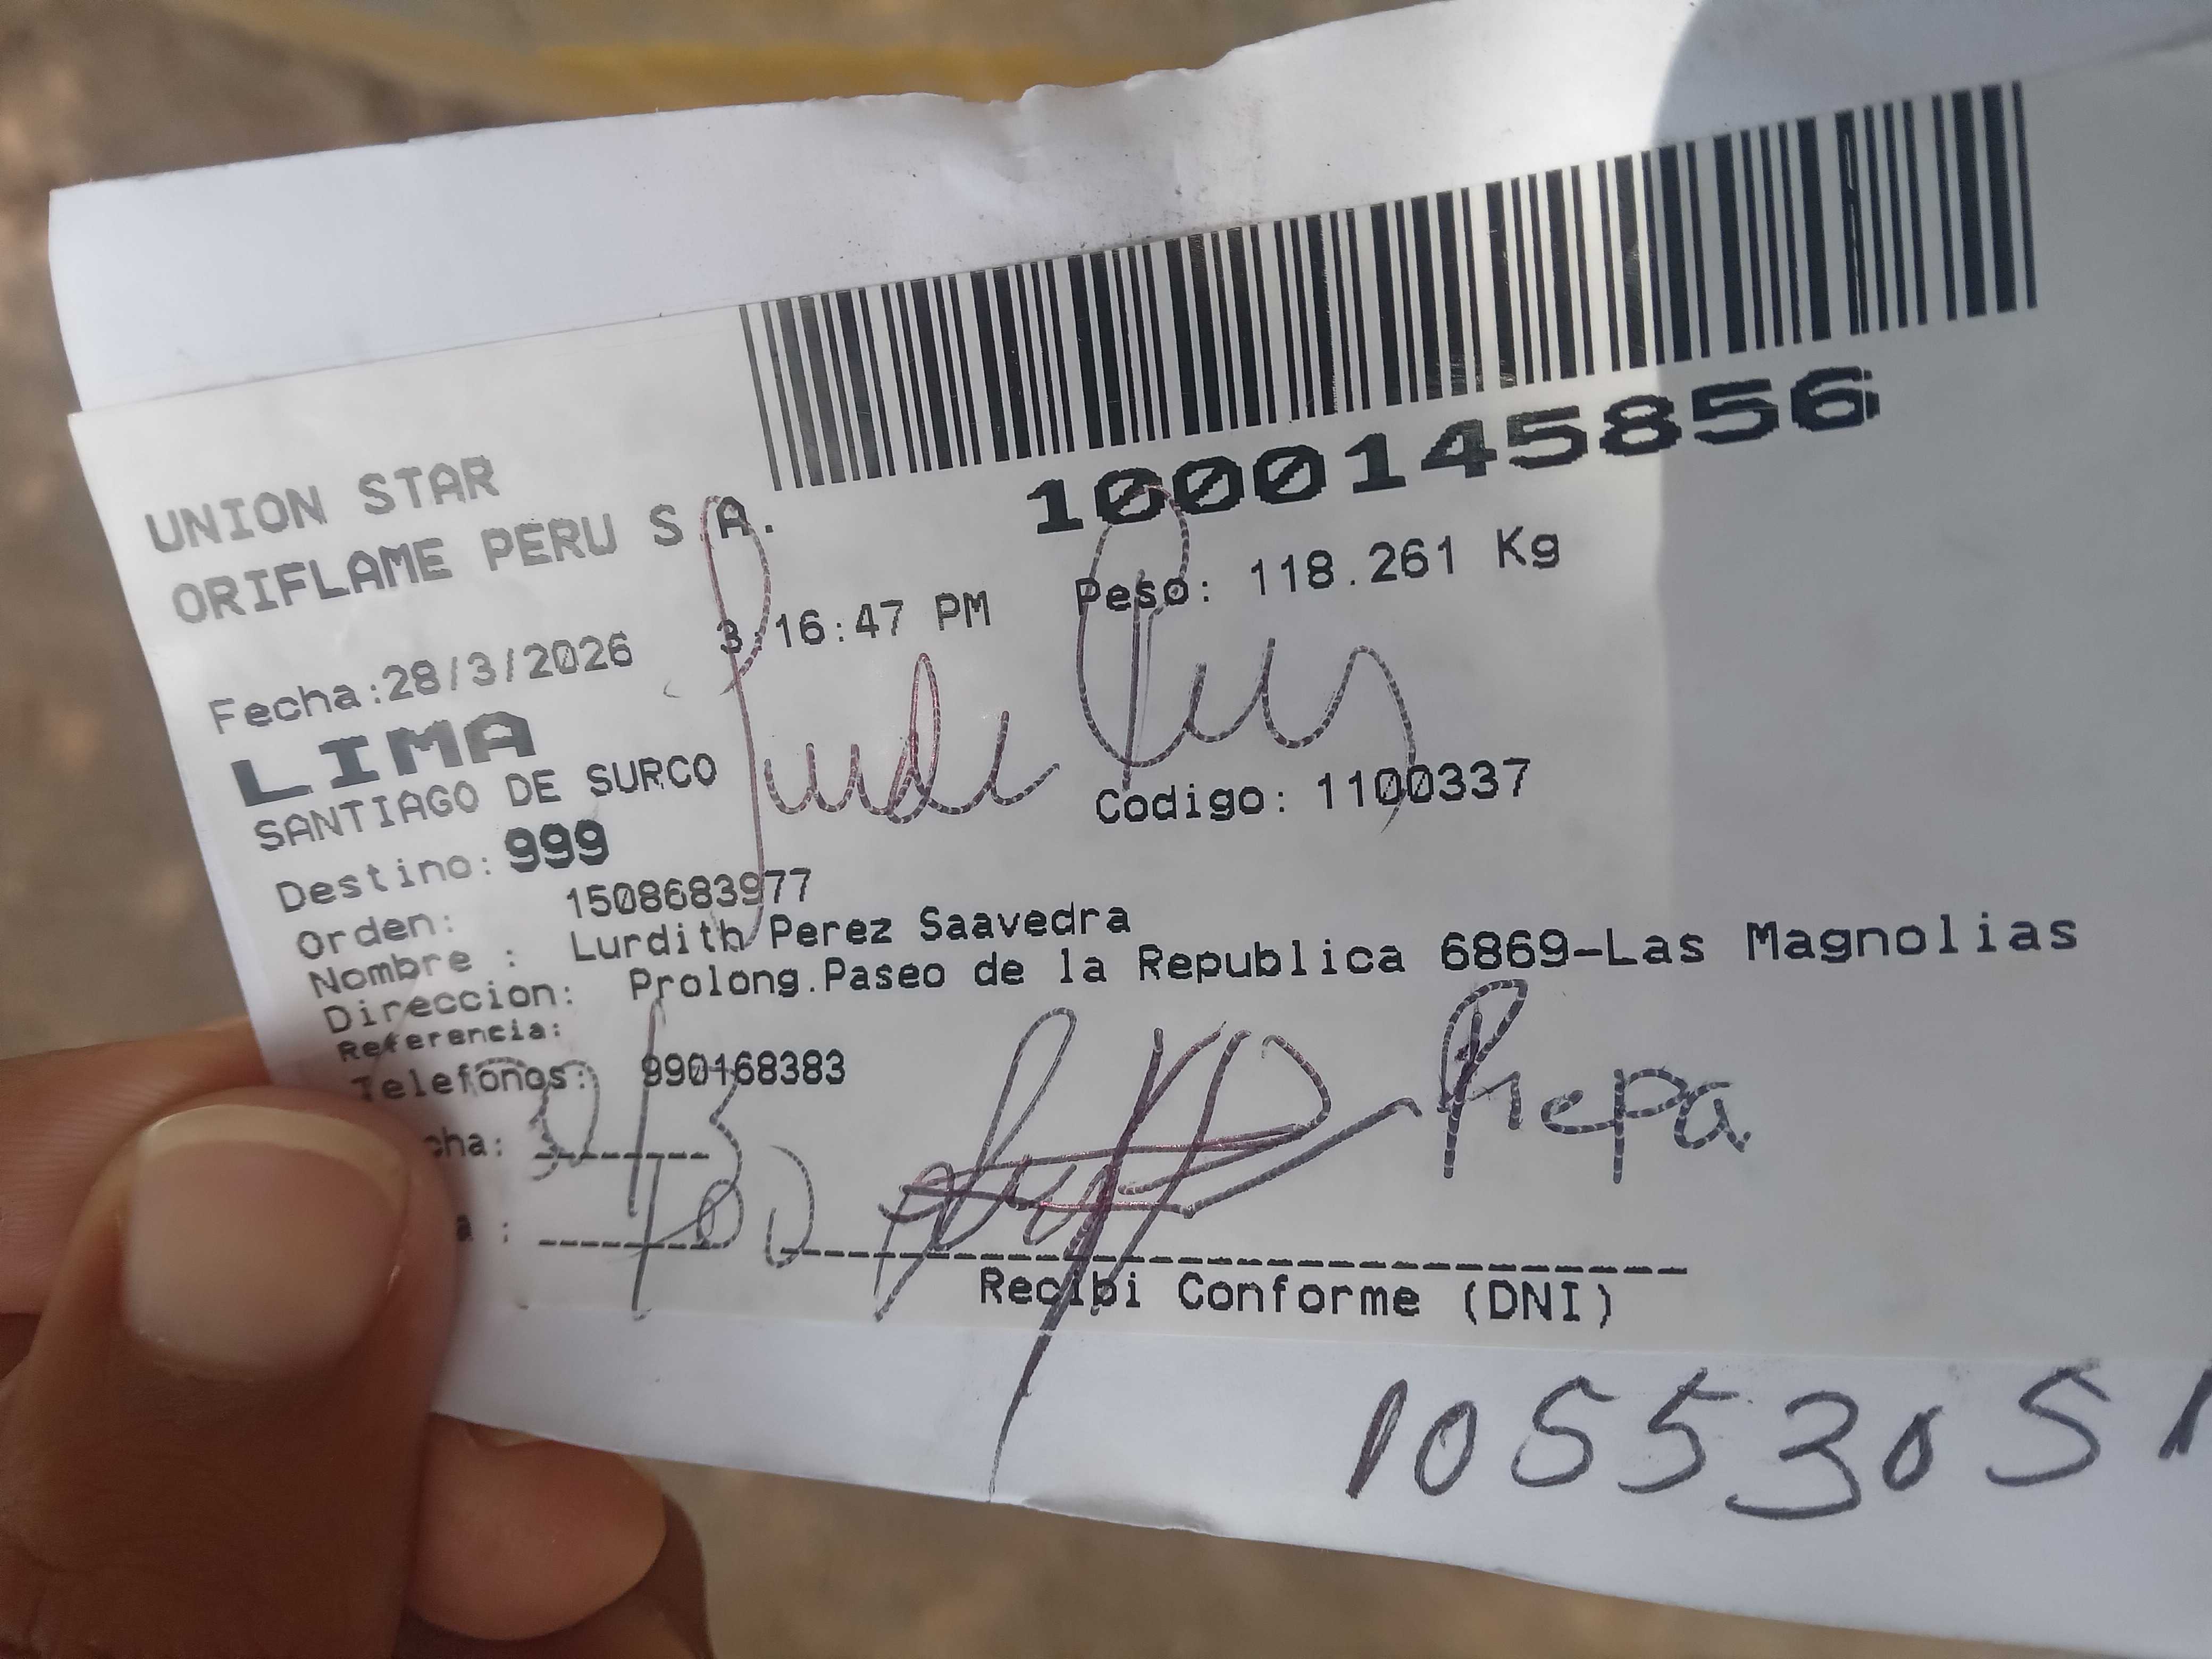 UNION STAR
ORIFLAME PERU S A.
1000145856
Fecha:28/3/2026 3:16:47 PM Peso: 118.261 Kg
LIMA
SANTIAGO DE SURCO
Destino: 999 Codigo: 1100337
Orden: 1508683977
Nombre : Lurdith Perez Saavedra
Direccion: Prolong.Paseo de la Republica 6869-Las Magnolias
Referencia:
Telefonos: 990168383
cha:
a :
Recibi Conforme (DNI)
10553051